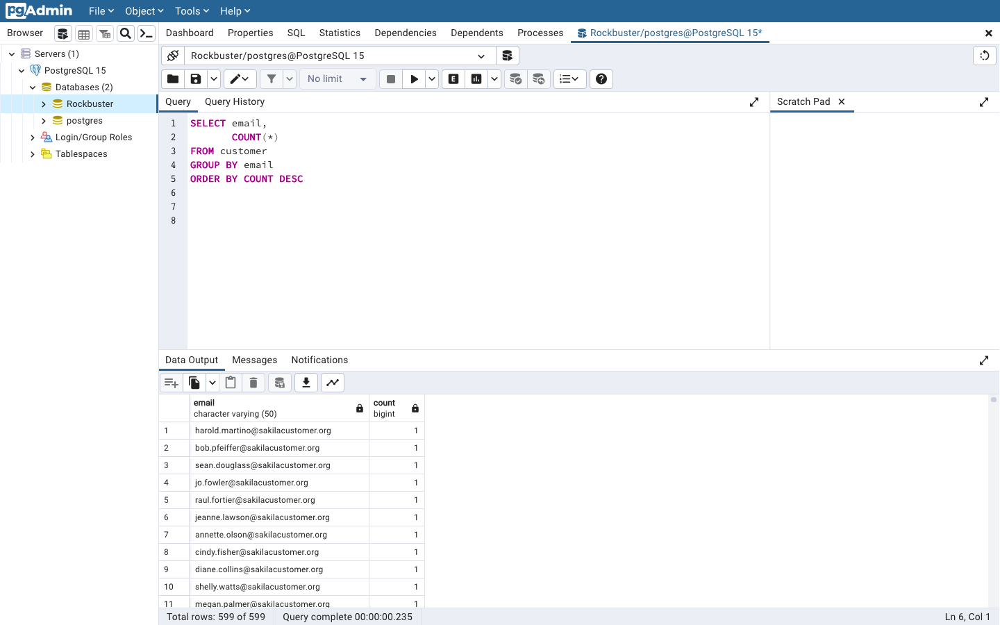 pgAdmin File Object Tools Help
Browser Dashboard Properties SQL Statistics Dependencies Dependents Processes Rockbuster/postgres@PostgreSQL 15*
Servers (1)
PostgreSQL 15
Databases (2)
Rockbuster
postgres
Login/Group Roles
Tablespaces
Rockbuster/postgres@PostgreSQL 15
No limit E
Query Query History Scratch Pad
1 SELECT email,
2 COUNT(*)
3 FROM customer
4 GROUP BY email
5 ORDER BY COUNT DESC
6
7
8
Data Output Messages Notifications
email count
character varying (50) bigint
1 harold.martino@sakilacustomer.org 1
2 bob.pfeiffer@sakilacustomer.org 1
3 sean.douglass@sakilacustomer.org 1
4 jo.fowler@sakilacustomer.org 1
5 raul.fortier@sakilacustomer.org 1
6 jeanne.lawson@sakilacustomer.org 1
7 annette.olson@sakilacustomer.org 1
8 cindy.fisher@sakilacustomer.org 1
9 diane.collins@sakilacustomer.org 1
10 shelly.watts@sakilacustomer.org 1
11 megan.palmer@sakilacustomer.org 1
Total rows: 599 of 599 Query complete 00:00:00.235 Ln 6, Col 1